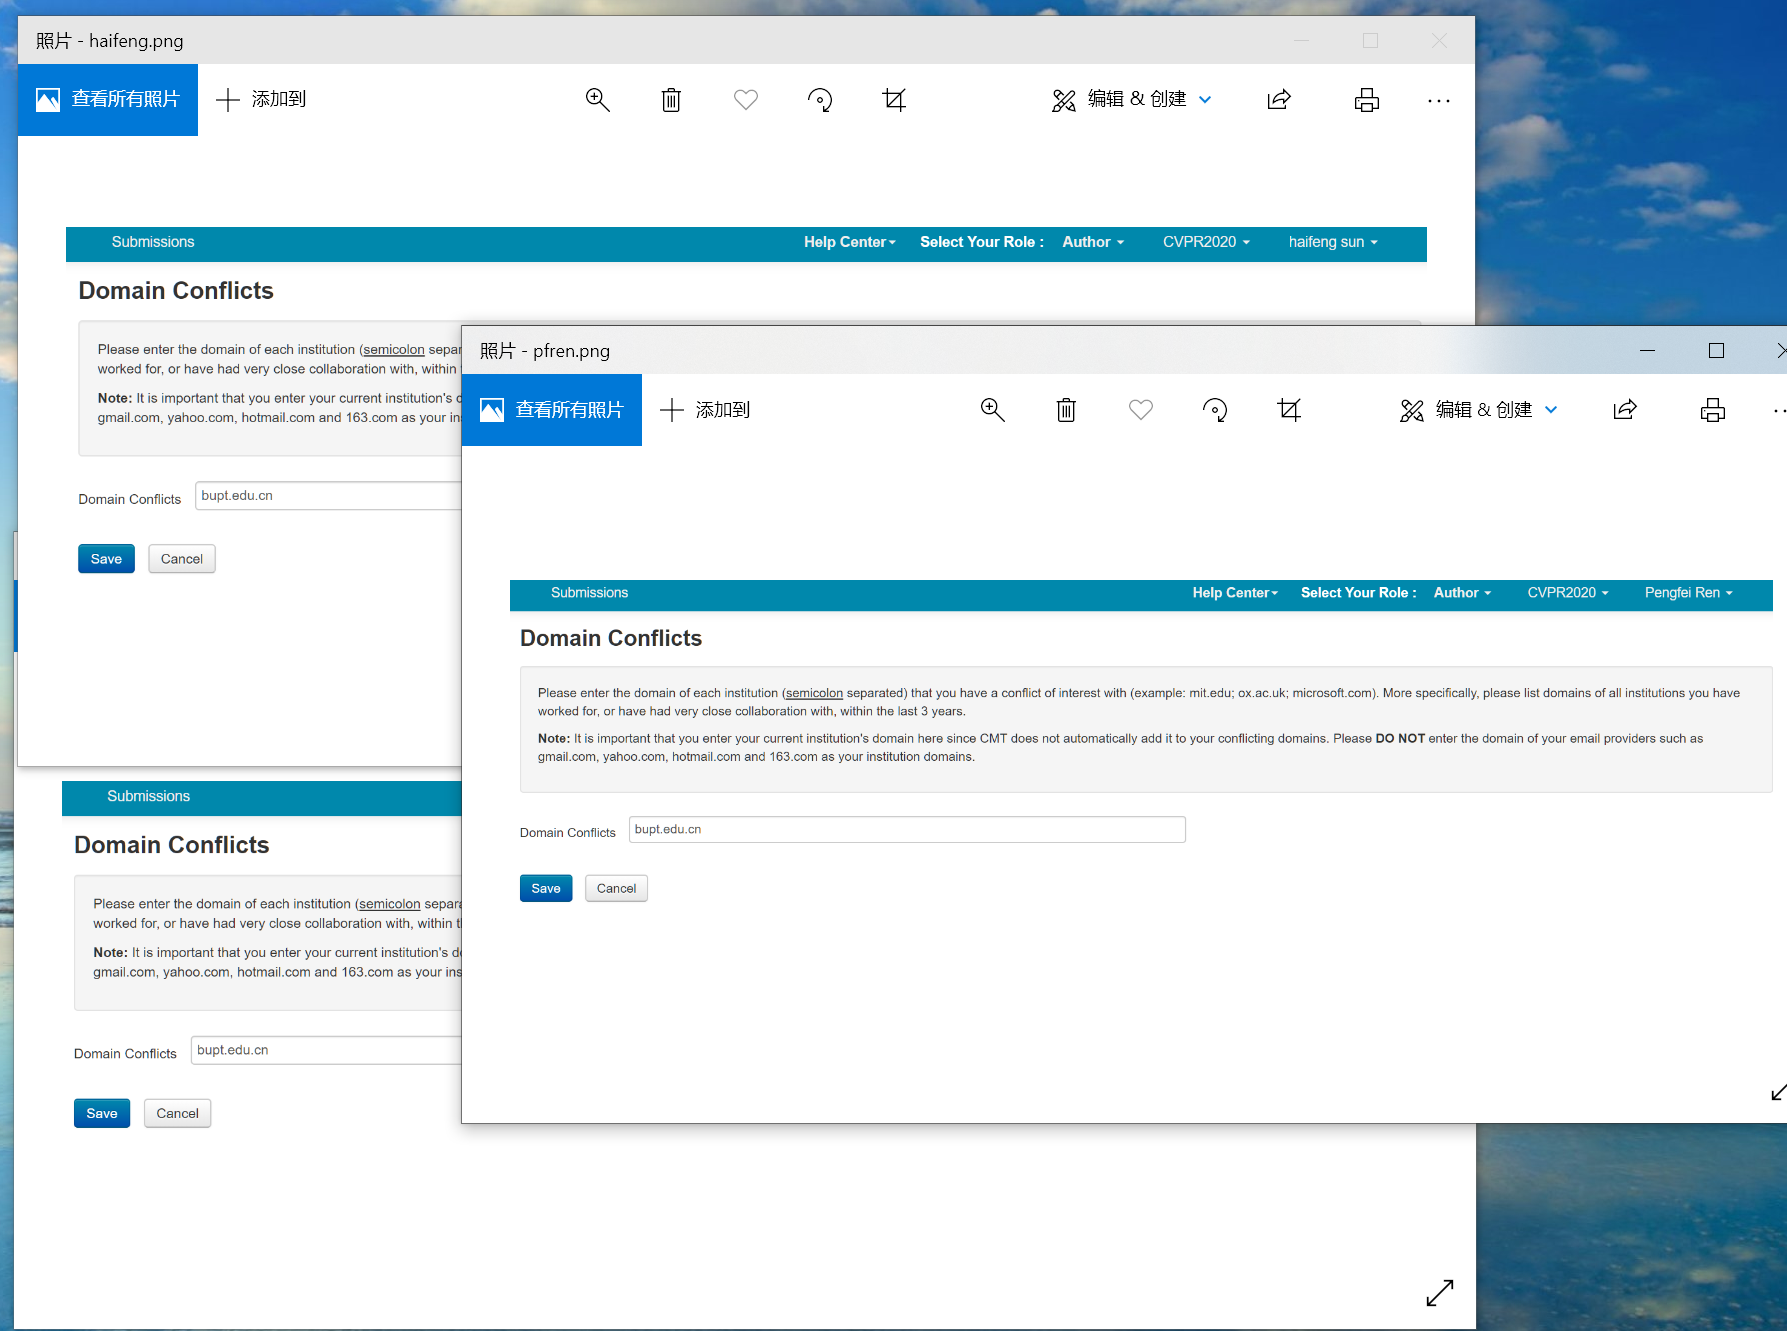 照片 - haifeng.png
查看所有照片
添加到
编辑 & 创建
Submissions
Help Center
Select Your Role :
Author
CVPR2020
haifeng sun
Domain Conflicts
Please enter the domain of each institution (semicolon
worked for, or have had very close collaboration with, within
Note: It is important that you enter your current institution's
gmail.com, yahoo.com, hotmail.com and 163.com as your
Domain Conflicts
bupt.edu.cn
Save
Cancel
照片 - pfren.png
查看所有照片
添加到
编辑 & 创建
Submissions
Help Center
Select Your Role :
Author
CVPR2020
Pengfei Ren
Domain Conflicts
Please enter the domain of each institution (semicolon separated) that you have a conflict of interest with (example: mit.edu; ox.ac.uk; microsoft.com). More specifically, please list domains of all institutions you have
worked for, or have had very close collaboration with, within the last 3 years.
Note: It is important that you enter your current institution's domain here since CMT does not automatically add it to your conflicting domains. Please DO NOT enter the domain of your email providers such as
gmail.com, yahoo.com, hotmail.com and 163.com as your institution domains.
Domain Conflicts
bupt.edu.cn
Save
Cancel
Submissions
Domain Conflicts
Please enter the domain of each institution (semicolon
worked for, or have had very close collaboration with, within
Note: It is important that you enter your current institution's
gmail.com, yahoo.com, hotmail.com and 163.com as your
Domain Conflicts
bupt.edu.cn
Save
Cancel